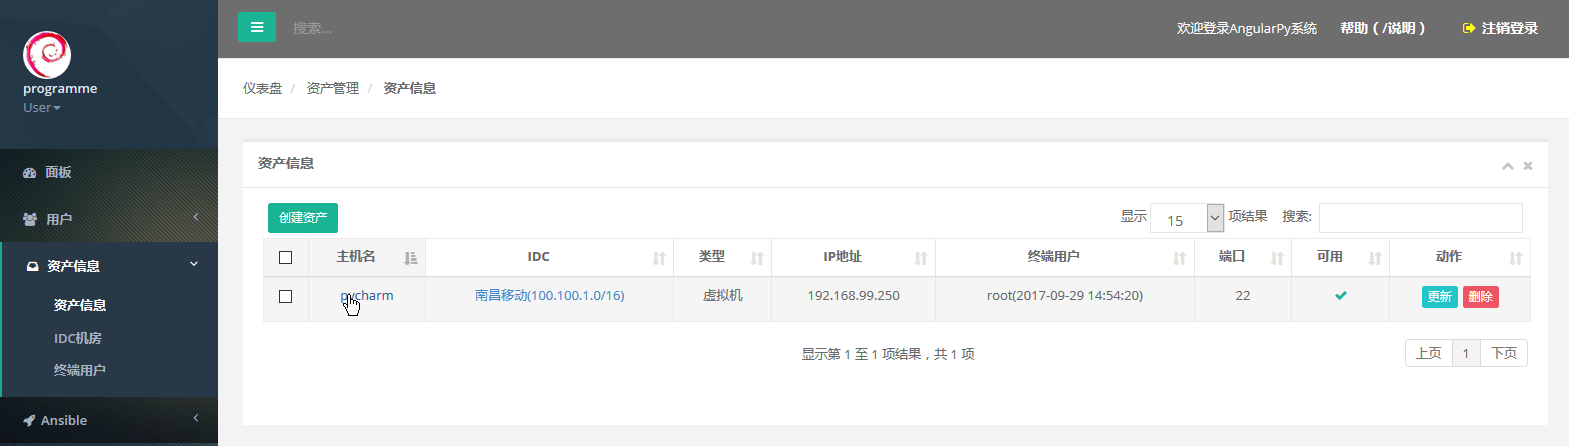 programme
User
面板
用户
资产信息
资产信息
IDC机房
终端用户
Ansible
搜索...
欢迎登录AngularPy系统 帮助（/说明） 注销登录
仪表盘 / 资产管理 / 资产信息
资产信息
创建资产
显示 15 项结果 搜索:
主机名 IDC 类型 IP地址 终端用户 端口 可用 动作
pycharm 南昌移动(100.100.1.0/16) 虚拟机 192.168.99.250 root(2017-09-29 14:54:20) 22 更新 删除
显示第 1 至 1 项结果，共 1 项
上页 1 下页